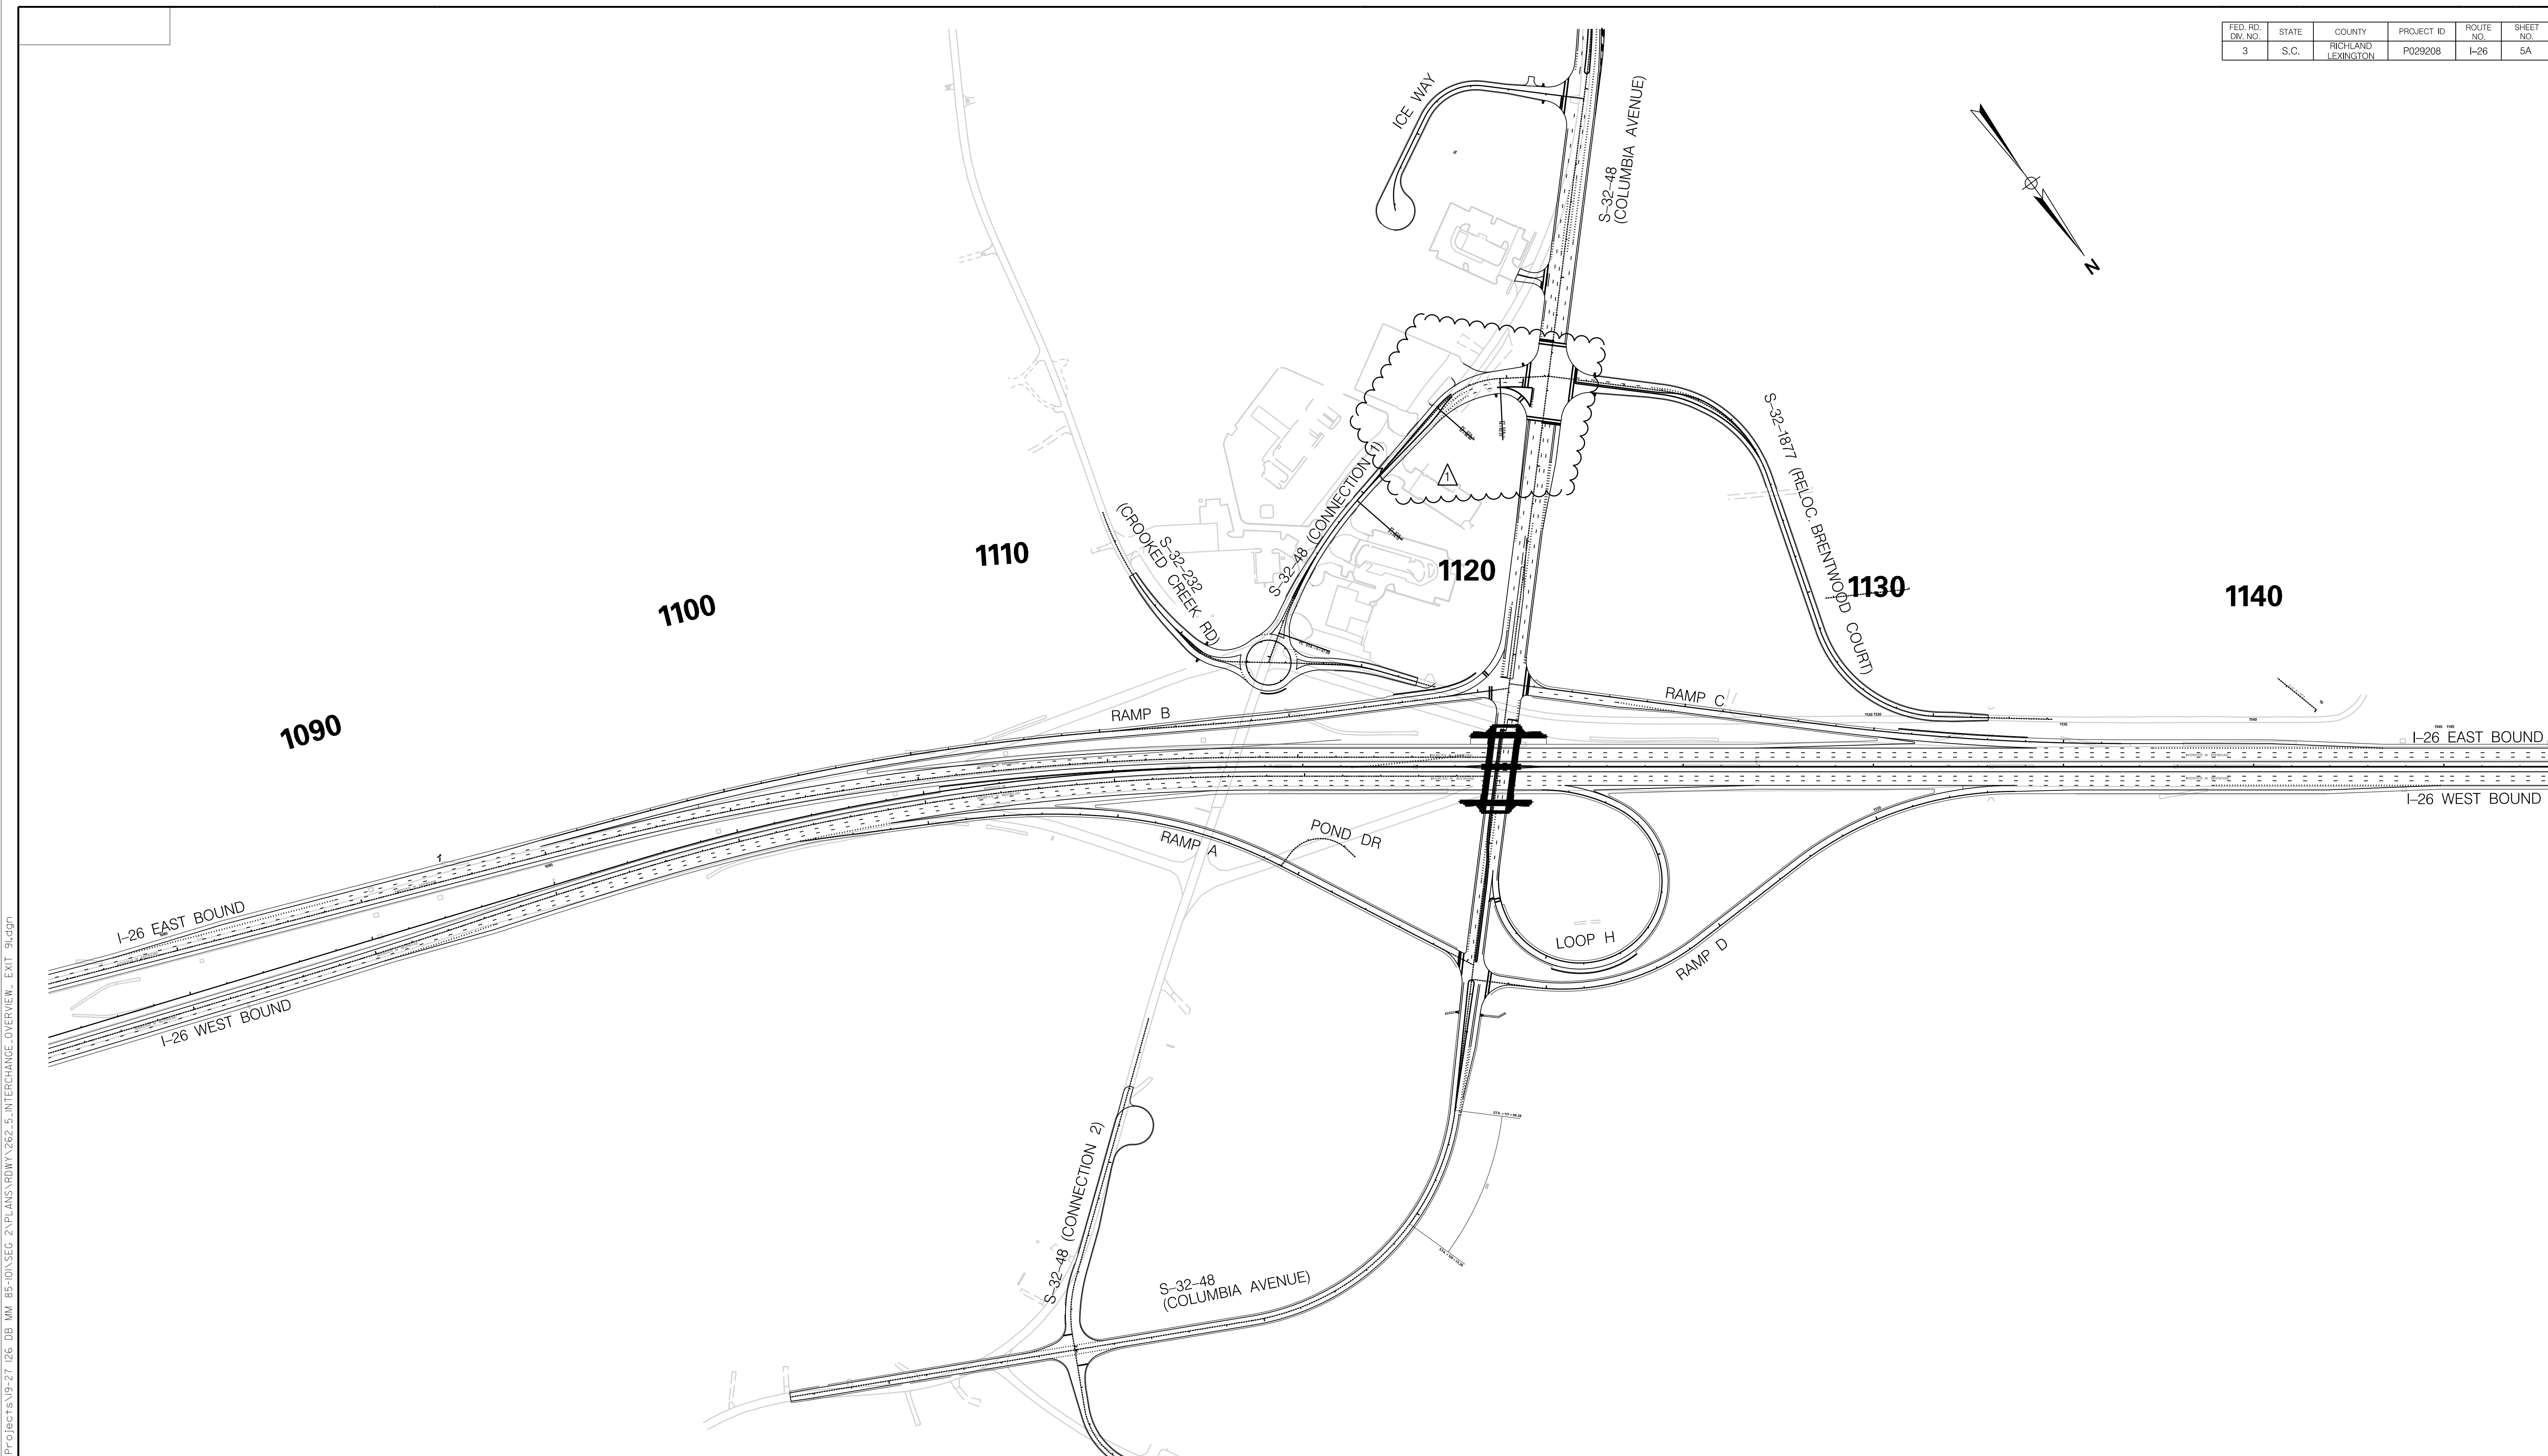 FED. RD. DIV. NO. STATE COUNTY PROJECT ID ROUTE NO. SHEET NO.
3 S.C. RICHLAND LEXINGTON P029208 I-26 5A
ICE WAY
S-32-48
(COLUMBIA AVENUE)
N
S-32-1877 (RELOC. BRENTWOOD COURT)
S-32-48 (CONNECTION 1)
1
S-32-232
(CROOKED CREEK RD)
1090
1100
1110
1120
1130
1140
RAMP B
RAMP C
I-26 EAST BOUND
I-26 WEST BOUND
RAMP A
POND DR
LOOP H
RAMP D
I-26 EAST BOUND
I-26 WEST BOUND
S-32-48 (CONNECTION 2)
S-32-48
(COLUMBIA AVENUE)
Projects\19-27 I26 DB MM 85-101\SEG 2\PLANS\RDWY\262_5_INTERCHANGE_OVERVIEW_ EXIT 91.dgn